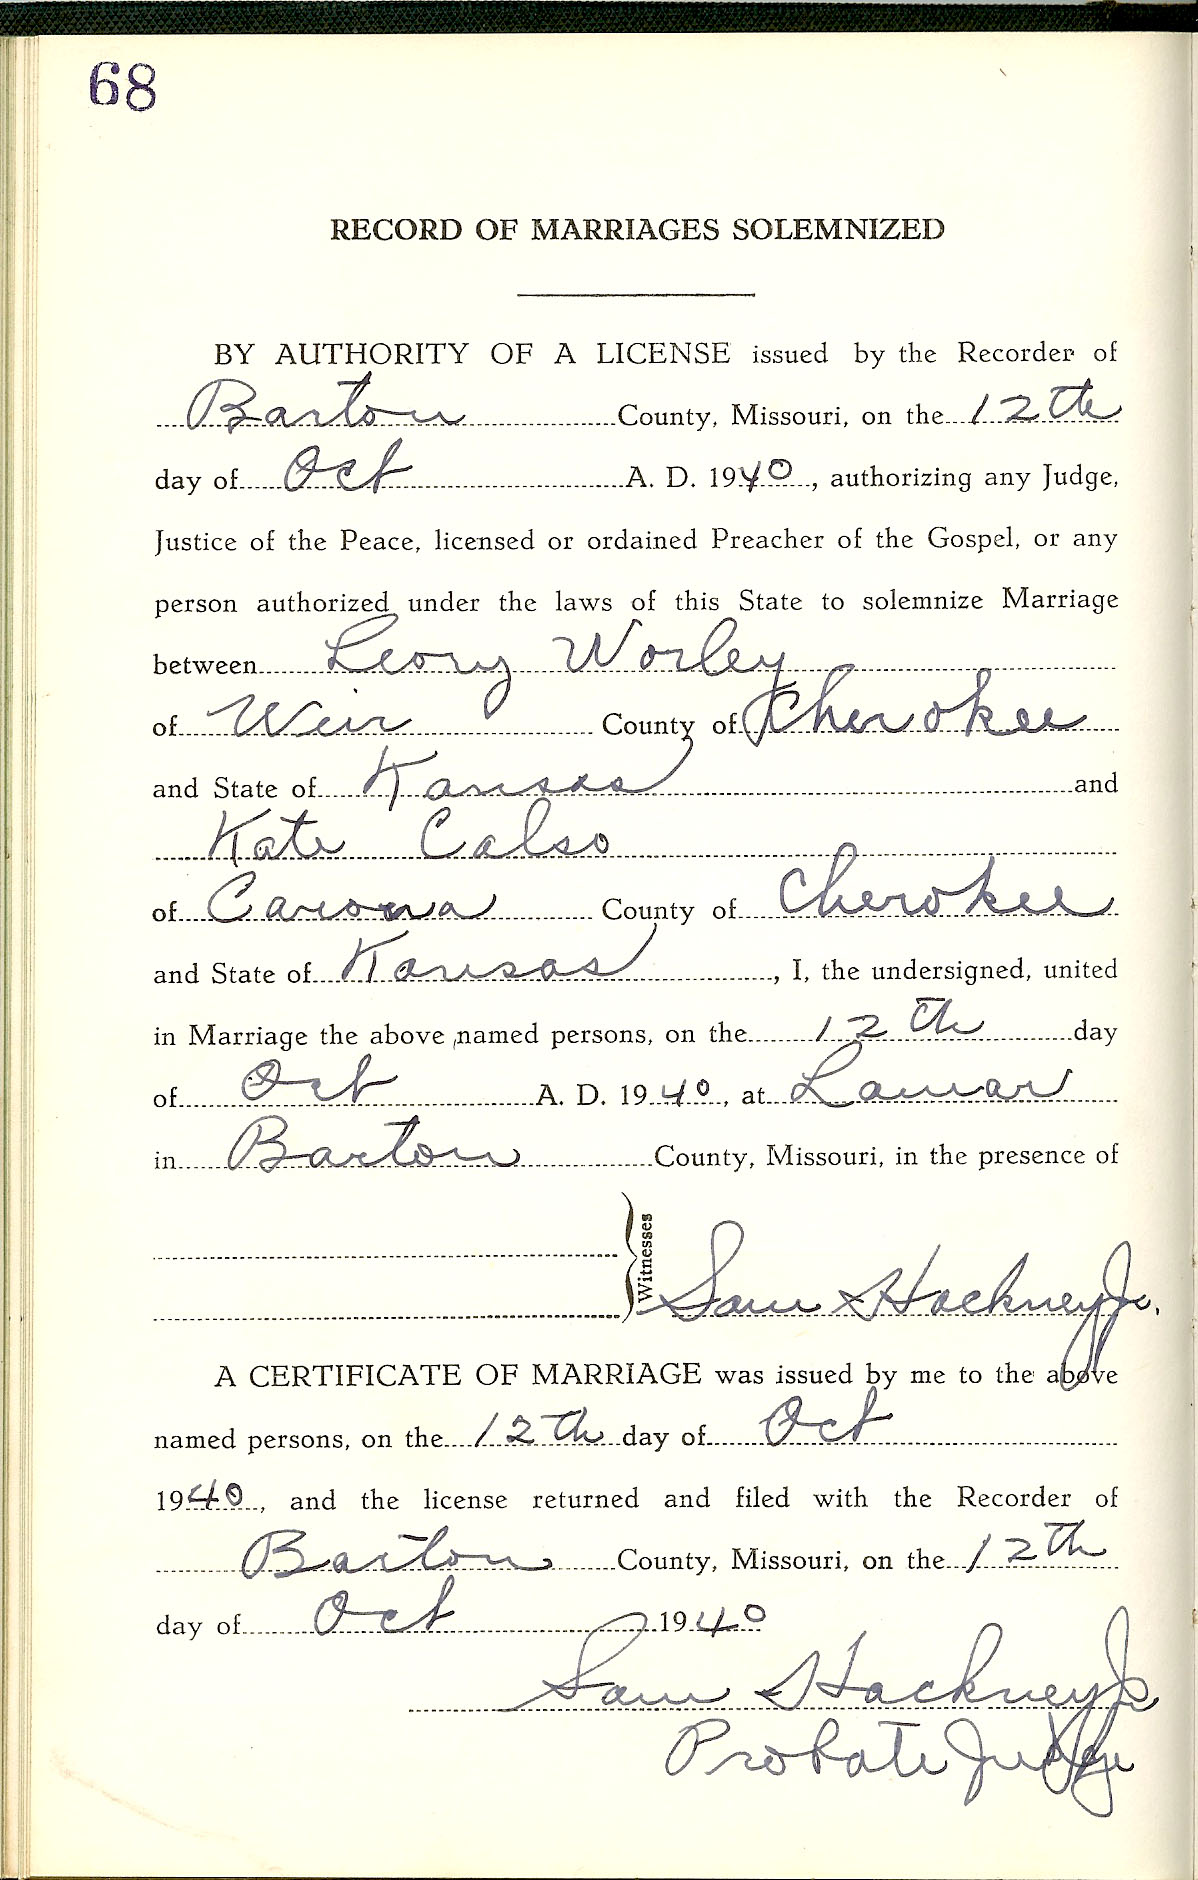 68
RECORD OF MARRIAGES SOLEMNIZED
BY AUTHORITY OF A LICENSE issued by the Recorder of
Barton County, Missouri, on the 12th
day of Oct A. D. 1940, authorizing any Judge,
Justice of the Peace, licensed or ordained Preacher of the Gospel, or any
person authorized under the laws of this State to solemnize Marriage
between Leory Worley
of Weir County of Cherokee
and State of Kansas and
Kate Calso
of Carona County of Cherokee
and State of Kansas, I, the undersigned, united
in Marriage the above named persons, on the 12th day
of Oct A. D. 1940, at Lamar
in Barton County, Missouri, in the presence of
Witnesses
Sam Hackney Jr.
A CERTIFICATE OF MARRIAGE was issued by me to the above
named persons, on the 12th day of Oct
1940, and the license returned and filed with the Recorder of
Barton County, Missouri, on the 12th
day of Oct 1940
Sam Hackney Jr
Probate Judge